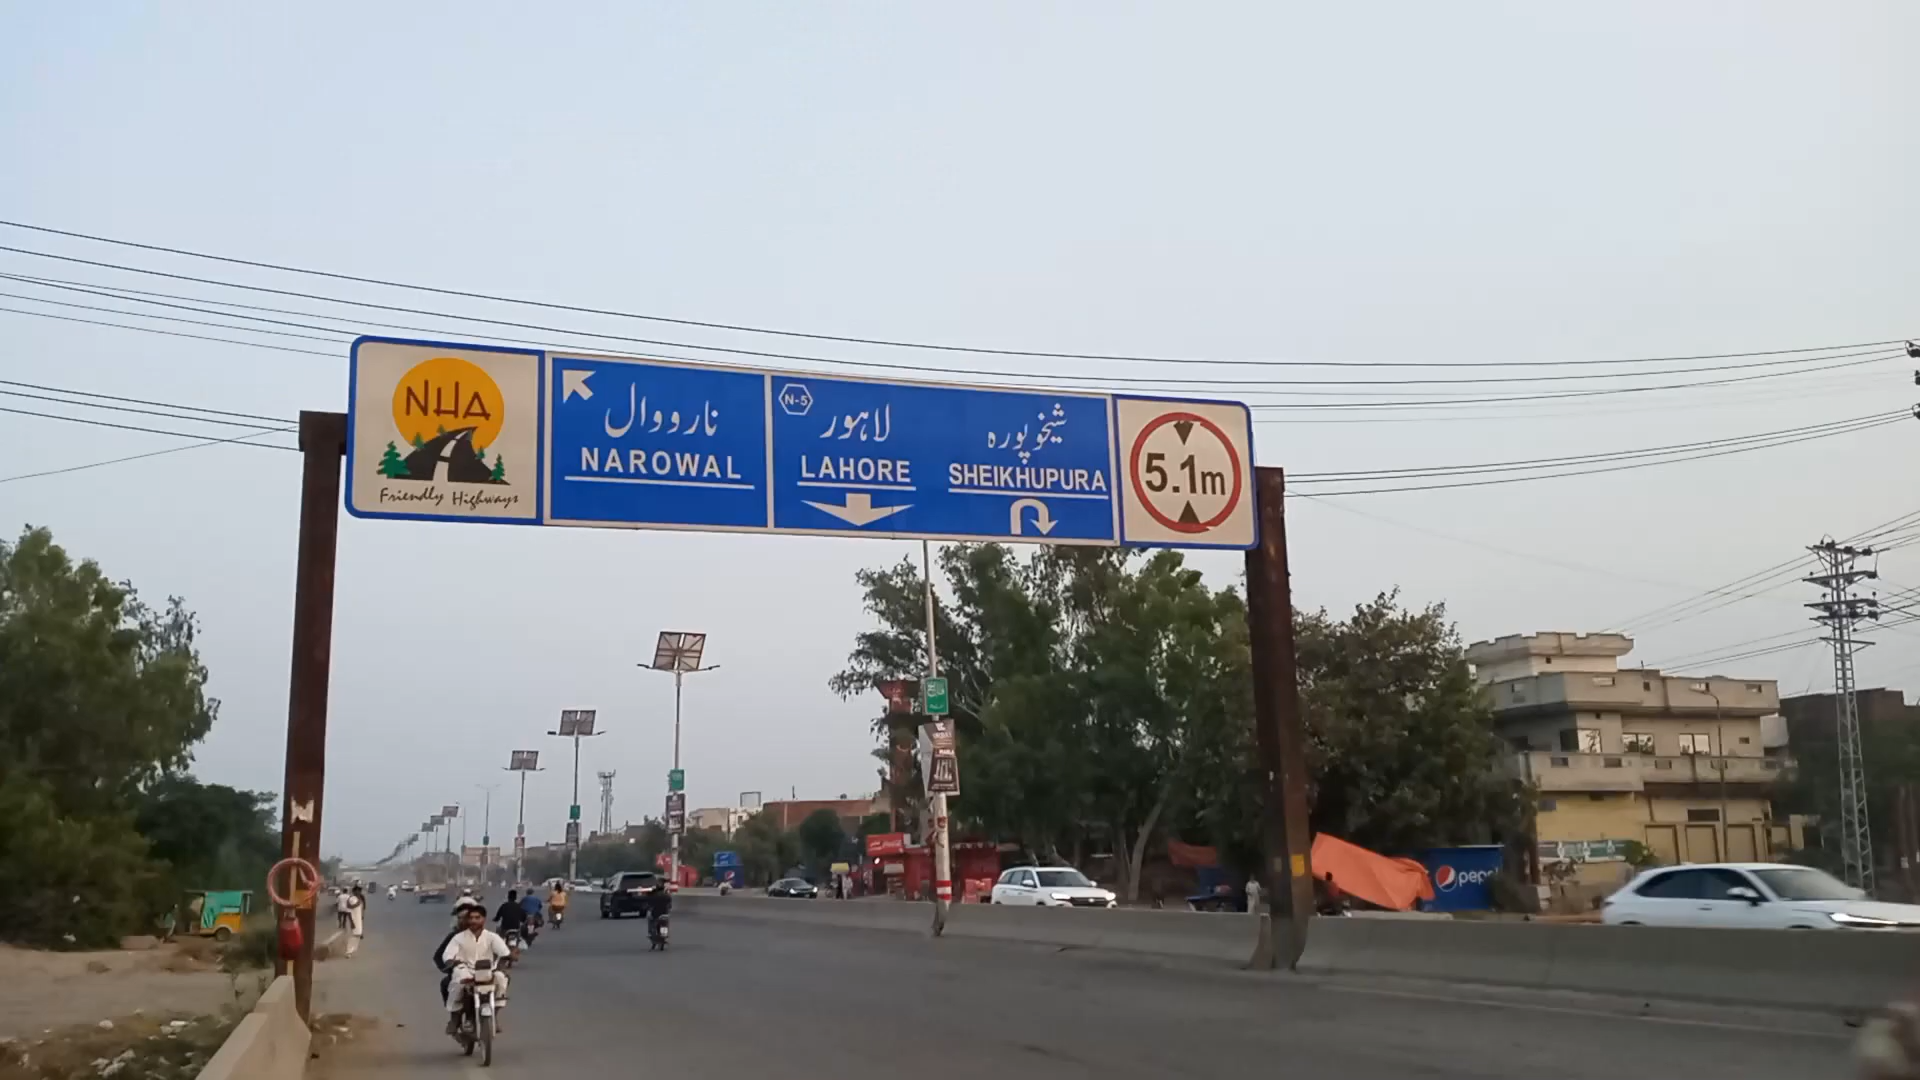 NHA
Friendly Highways
نارووال
NAROWAL
N-5
لاہور
LAHORE
شیخوپورہ
SHEIKHUPURA
5.1m
pepsi